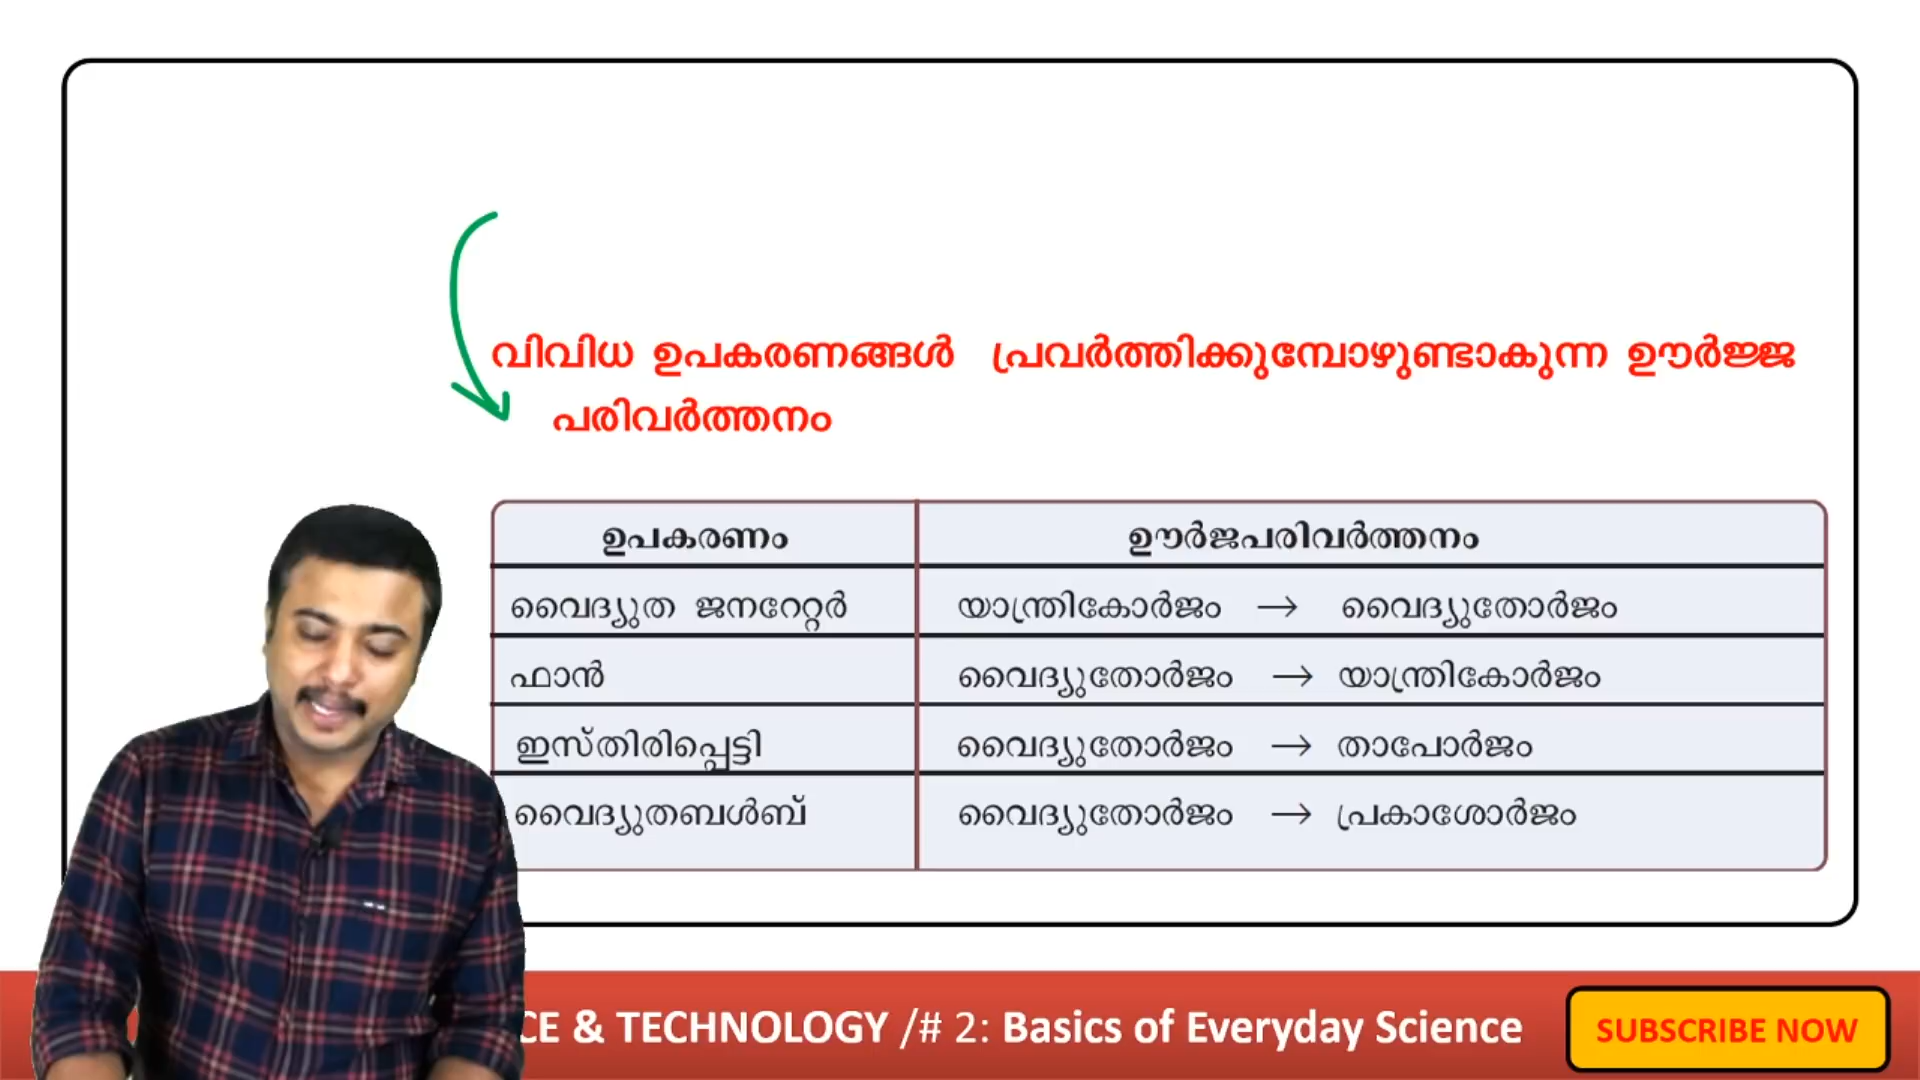 വിവിധ ഉപകരണങ്ങൾ പ്രവർത്തിക്കുമ്പോഴുണ്ടാകുന്ന ഊർജ്ജ
പരിവർത്തനം
ഉപകരണം ഊർജപരിവർത്തനം
വൈദ്യുത ജനറേറ്റർ യാന്ത്രികോർജം → വൈദ്യുതോർജം
ഫാൻ വൈദ്യുതോർജം → യാന്ത്രികോർജം
ഇസ്തിരിപ്പെട്ടി വൈദ്യുതോർജം → താപോർജം
വൈദ്യുതബൾബ് വൈദ്യുതോർജം → പ്രകാശോർജം
CE & TECHNOLOGY /# 2: Basics of Everyday Science
SUBSCRIBE NOW